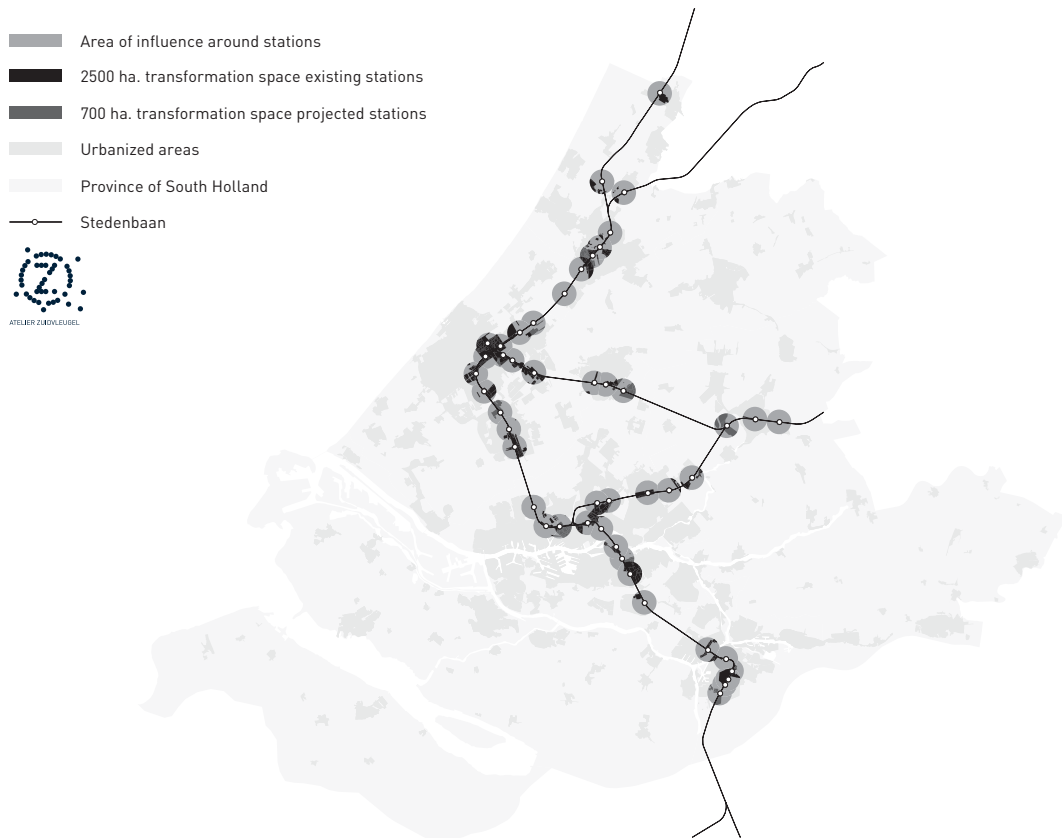 Area of influence around stations
2500 ha. transformation space existing stations
700 ha. transformation space projected stations
Urbanized areas
Province of South Holland
Stedenbaan
Z
ATELIER ZUIDVLEUGEL